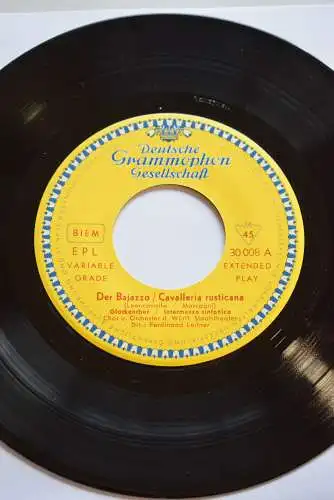 Deutsche
Grammophon
Gesellschaft
BIEM
45
EPL
30 008 A
VARIABLE
EXTENDED
GRADE
PLAY
Der Bajazzo / Cavalleria rusticana
(Leoncavallo Mascagni)
Glockenchor / Intermezzo sinfonico
Chor u. Orchester d. Württ. Staatstheaters
Dir.: Ferdinand Leitner